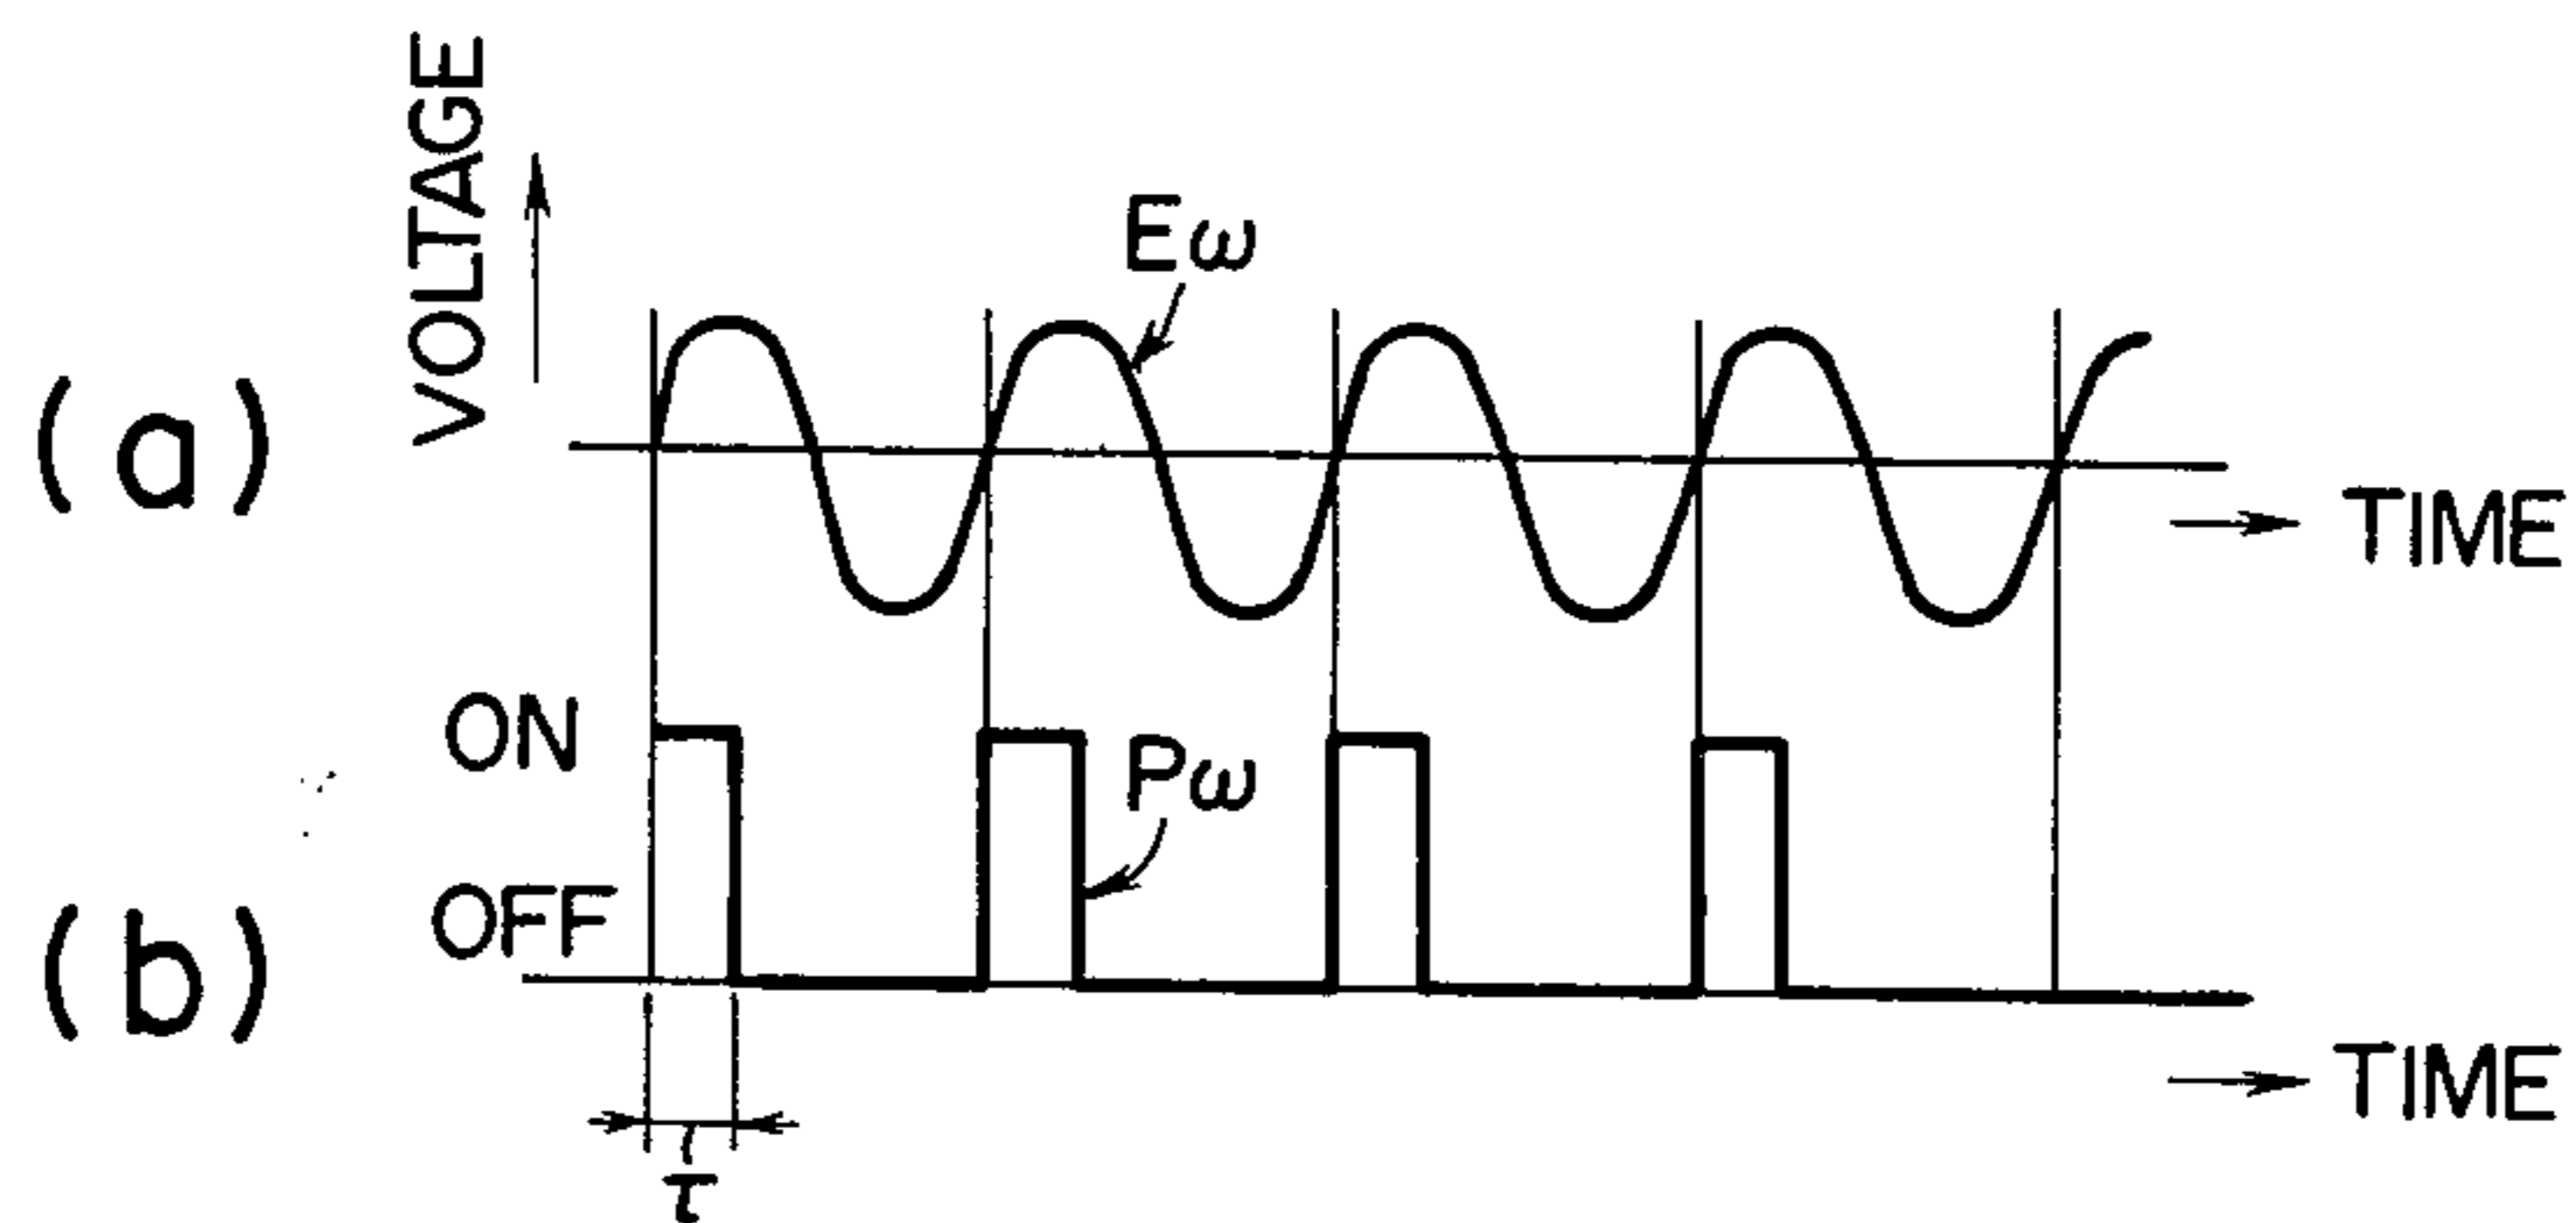 VOLTAGE
Eω
(a)
TIME
ON
Pω
OFF
(b)
TIME
τ